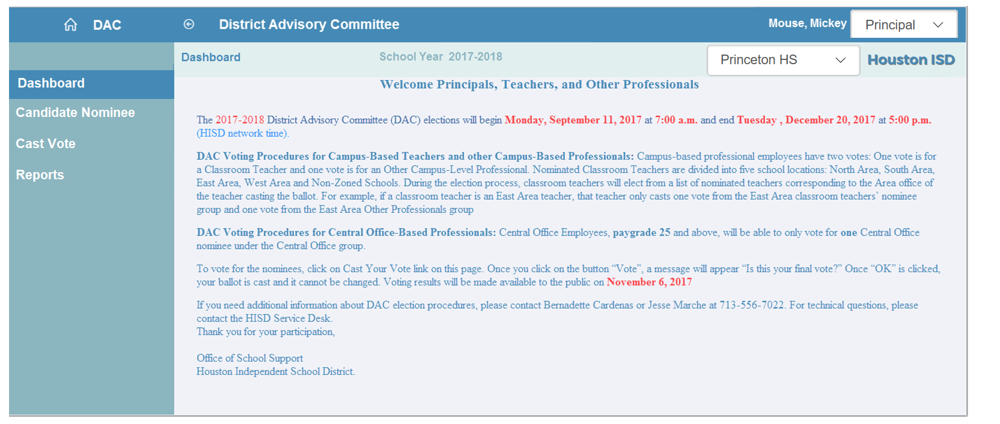 DAC
District Advisory Committee
Mouse, Mickey
Principal
Dashboard
School Year 2017-2018
Princeton HS
Houston ISD
Dashboard
Candidate Nominee
Cast Vote
Reports
Welcome Principals, Teachers, and Other Professionals
The 2017-2018 District Advisory Committee (DAC) elections will begin Monday, September 11, 2017 at 7:00 a.m. and end Tuesday , December 20, 2017 at 5:00 p.m.
(HISD network time).
DAC Voting Procedures for Campus-Based Teachers and other Campus-Based Professionals: Campus-based professional employees have two votes: One vote is for
a Classroom Teacher and one vote is for an Other Campus-Level Professional. Nominated Classroom Teachers are divided into five school locations: North Area, South Area,
East Area, West Area and Non-Zoned Schools. During the election process, classroom teachers will elect from a list of nominated teachers corresponding to the Area office of
the teacher casting the ballot. For example, if a classroom teacher is an East Area teacher, that teacher only casts one vote from the East Area classroom teachers’ nominee
group and one vote from the East Area Other Professionals group
DAC Voting Procedures for Central Office-Based Professionals: Central Office Employees, paygrade 25 and above, will be able to only vote for one Central Office
nominee under the Central Office group.
To vote for the nominees, click on Cast Your Vote link on this page. Once you click on the button “Vote”, a message will appear “Is this your final vote?” Once “OK” is clicked,
your ballot is cast and it cannot be changed. Voting results will be made available to the public on November 6, 2017
If you need additional information about DAC election procedures, please contact Bernadette Cardenas or Jesse Marche at 713-556-7022. For technical questions, please
contact the HISD Service Desk.
Thank you for your participation,
Office of School Support
Houston Independent School District.